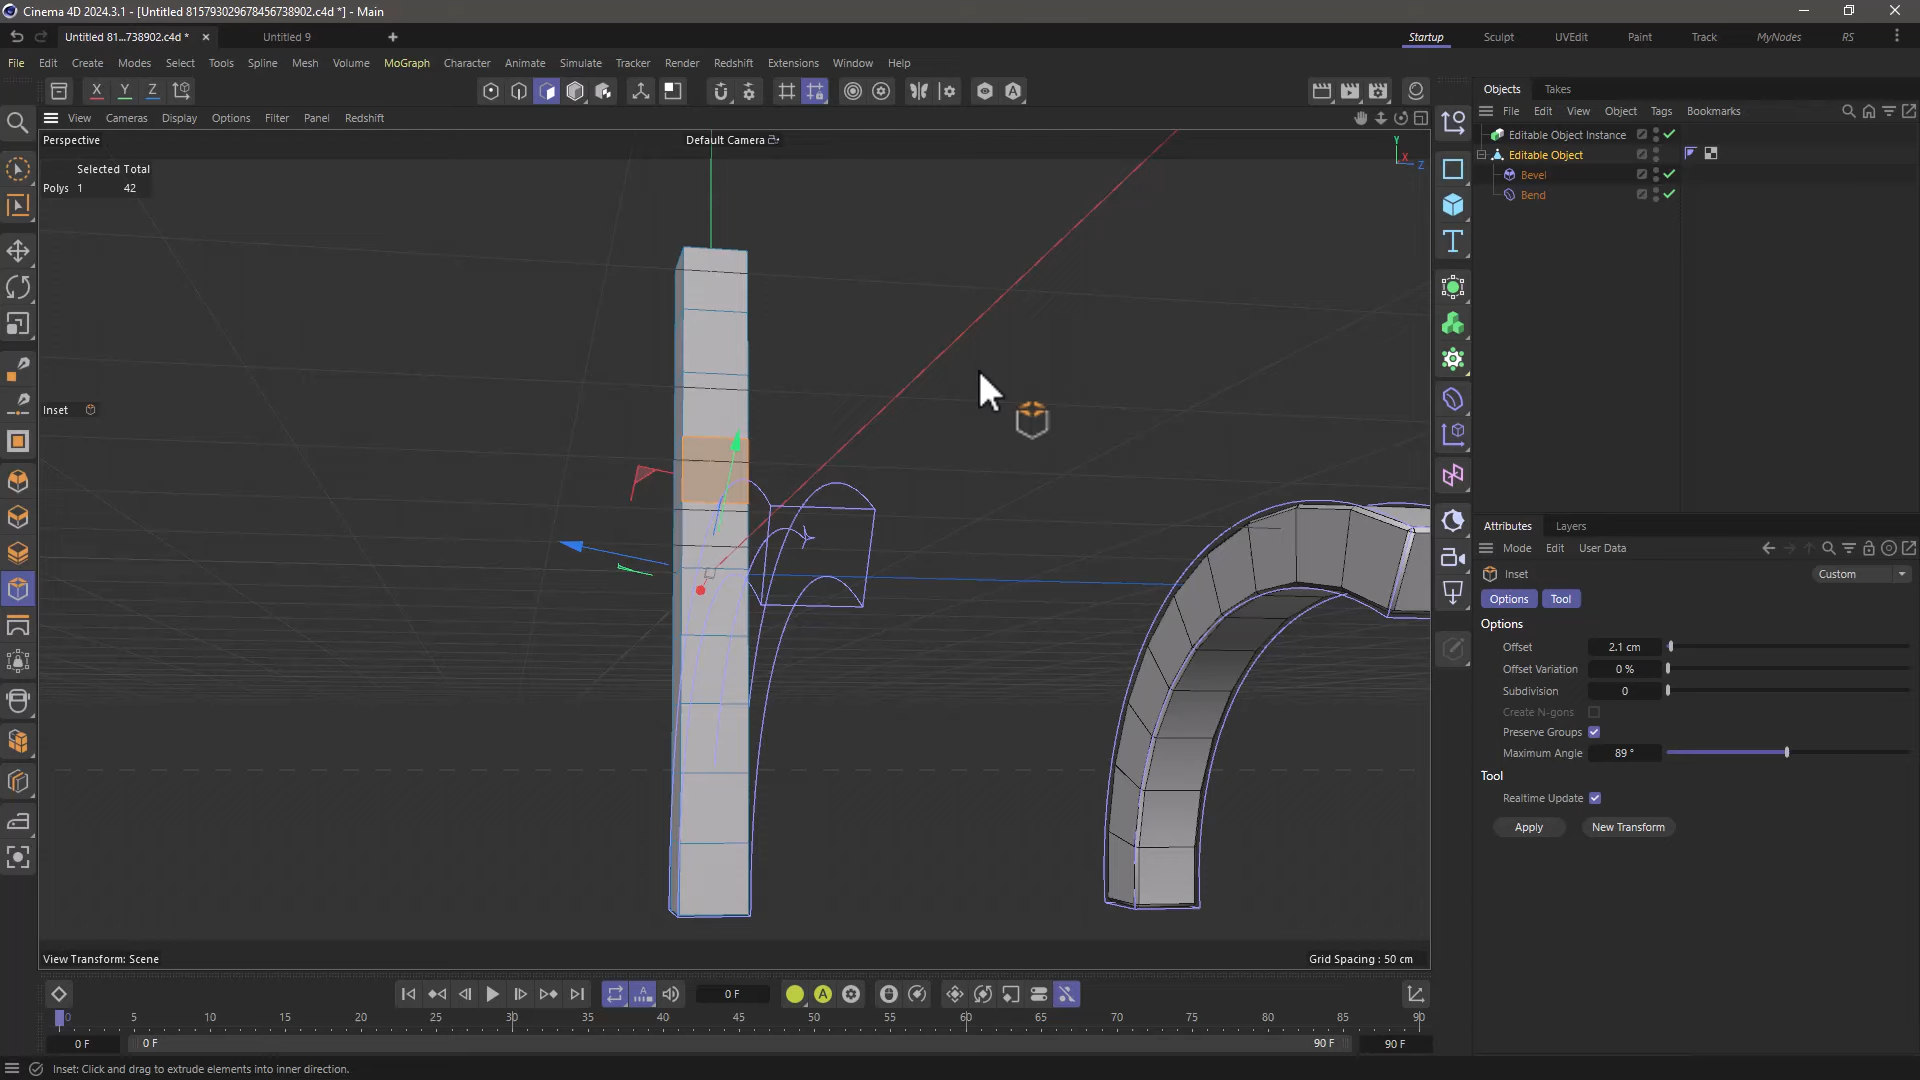 Cinema 4D 2024.3.1 - [Untitled 815793029678456738902.c4d *] - Main
Untitled 81...738902.c4d *
Untitled 9
Startup
Sculpt
UVEdit
Paint
Track
MyNodes
RS
File Edit Create Modes Select Tools Spline Mesh Volume MoGraph Character Animate Simulate Tracker Render Redshift Extensions Window Help
X Y Z
Objects Takes
View Cameras Display Options Filter Panel Redshift
File Edit View Object Tags Bookmarks
Perspective
Default Camera
Y
X
Z
Selected Total
Polys 1 42
Editable Object Instance
Editable Object
Bevel
Bend
Inset
Attributes Layers
Mode Edit User Data
Inset
Custom
Options Tool
Options
Offset 2.1 cm
Offset Variation 0 %
Subdivision 0
Create N-gons
Preserve Groups
Maximum Angle 89 °
Tool
Realtime Update
Apply New Transform
View Transform: Scene
Grid Spacing : 50 cm
0 F
0 5 10 15 20 25 30 35 40 45 50 55 60 65 70 75 80 85 90
0 F 0 F 90 F 90 F
Inset: Click and drag to extrude elements into inner direction.